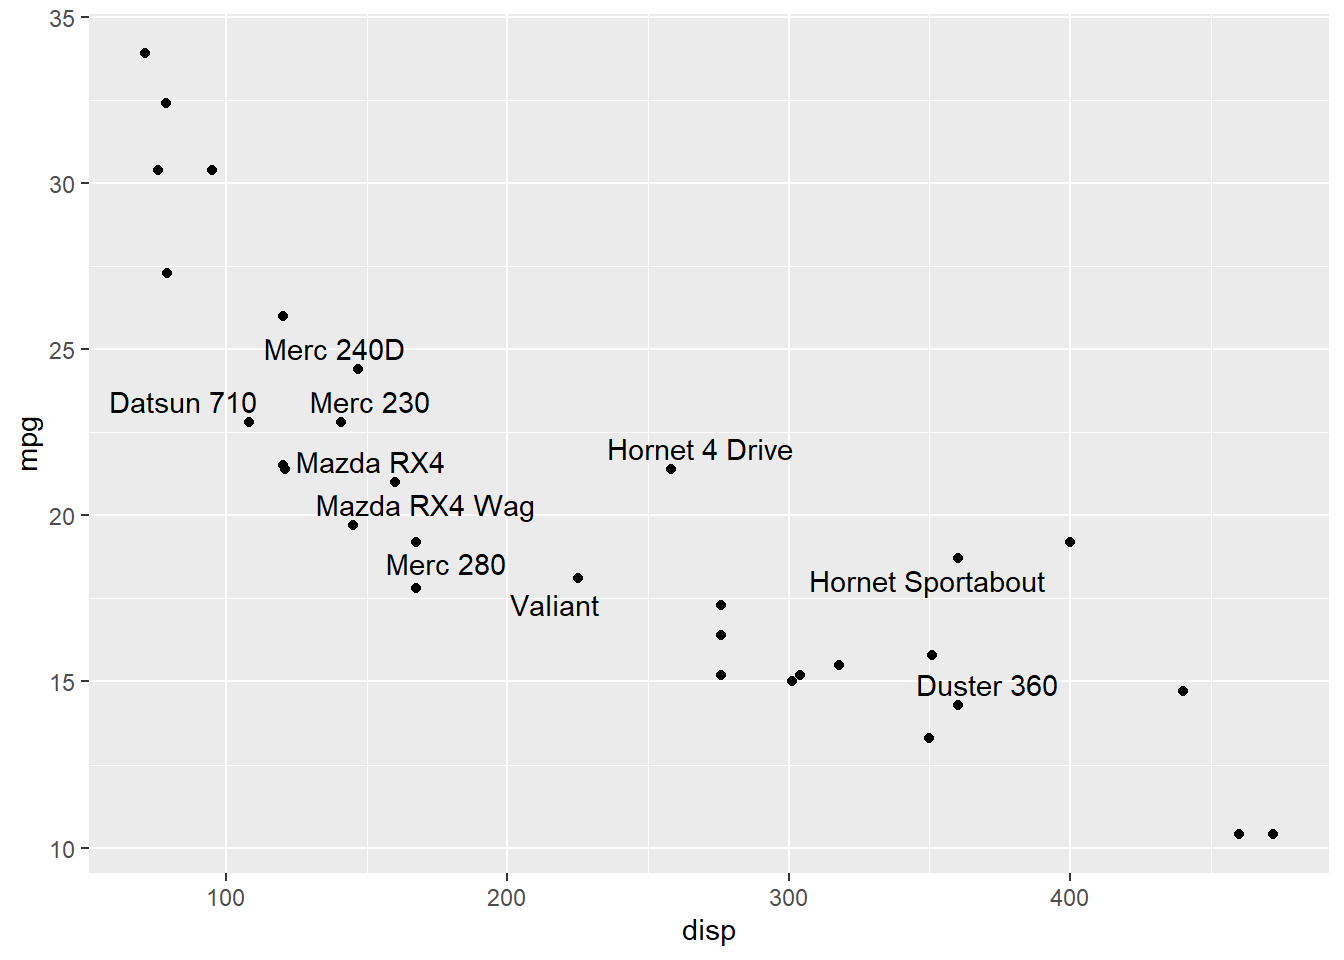 35
30
25
20
15
10
mpg
Merc 240D
Datsun 710
Merc 230
Hornet 4 Drive
Mazda RX4
Mazda RX4 Wag
Merc 280
Hornet Sportabout
Valiant
Duster 360
100
200
300
400
disp